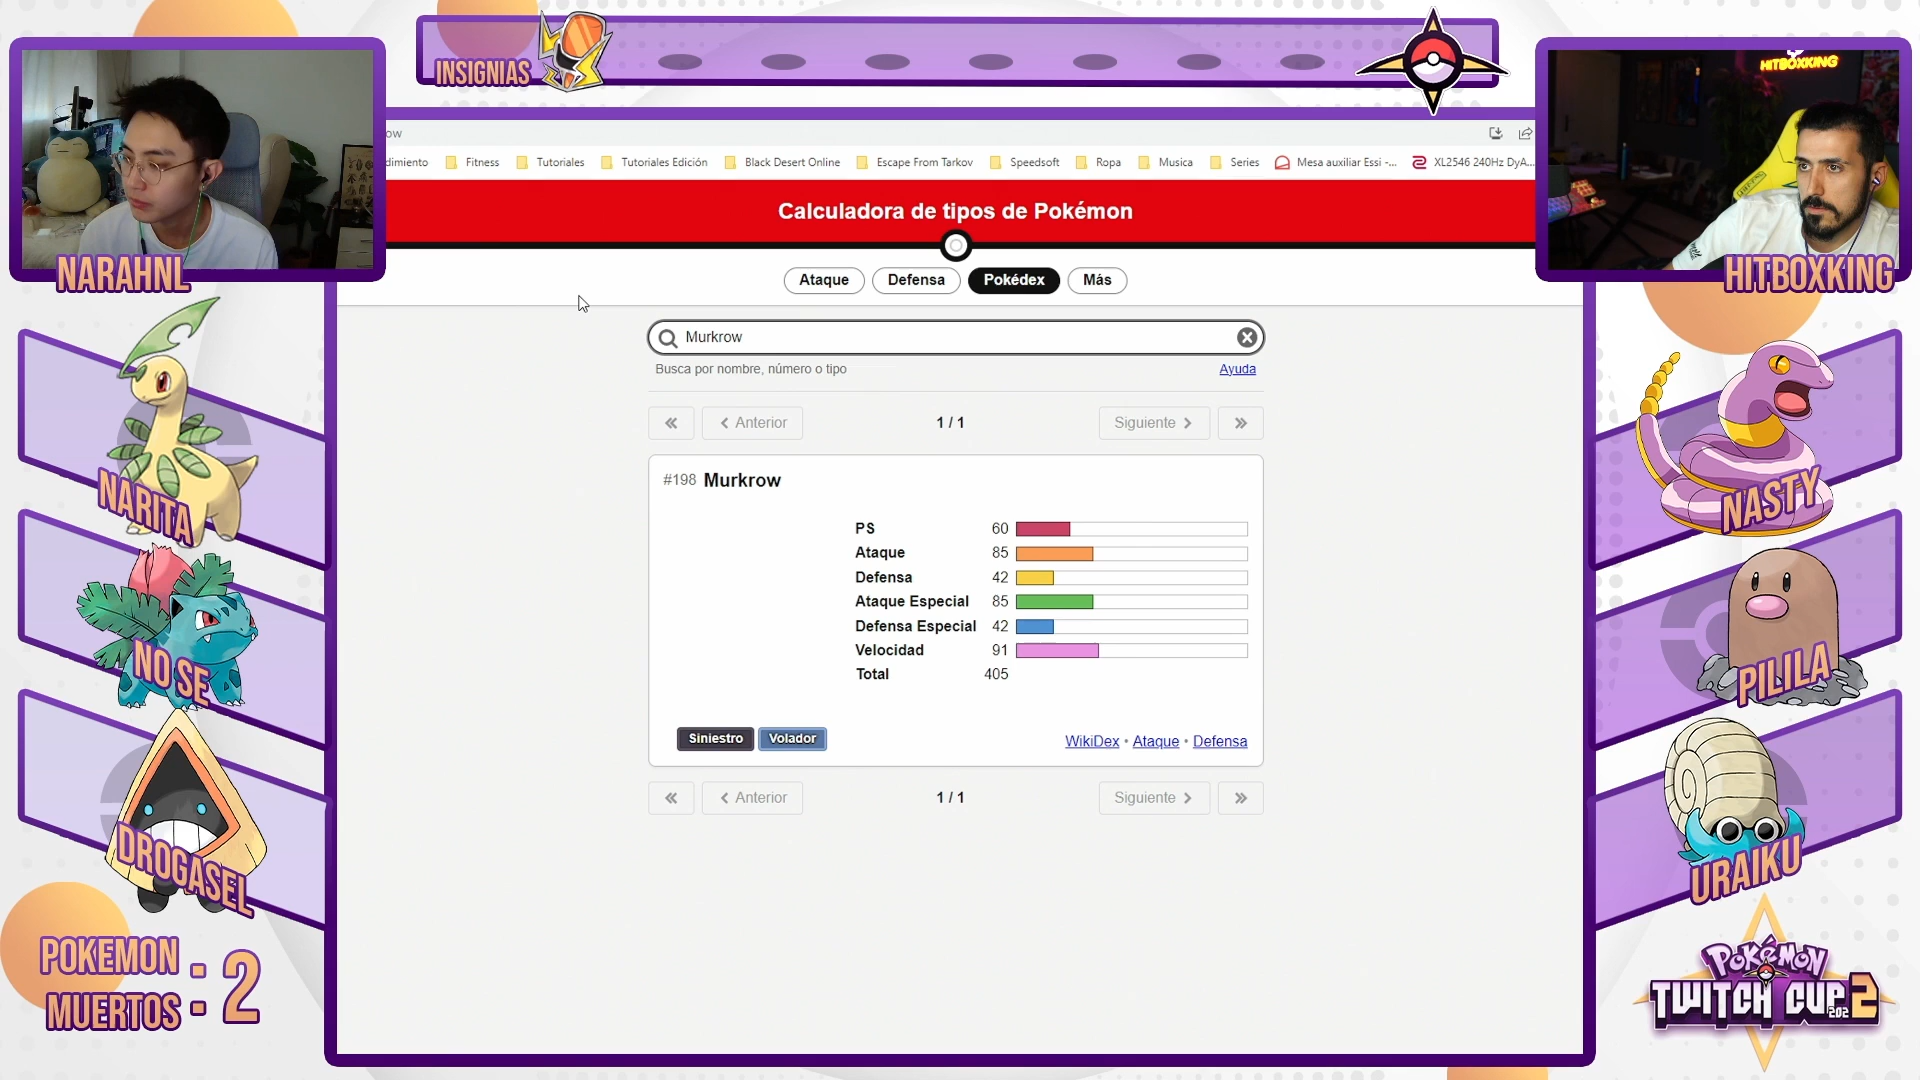 INSIGNIAS
HITBOXKING
NARAHNL
HITBOXKING
ow
dimiento
Fitness
Tutoriales
Tutoriales Edición
Black Desert Online
Escape From Tarkov
Speedsoft
Ropa
Musica
Series
Mesa auxiliar Essi -...
XL2546 240Hz DyA...
Calculadora de tipos de Pokémon
Ataque
Defensa
Pokédex
Más
Murkrow
Busca por nombre, número o tipo
Ayuda
« ‹ Anterior 1 / 1 Siguiente › »
#198 Murkrow
PS 60
Ataque 85
Defensa 42
Ataque Especial 85
Defensa Especial 42
Velocidad 91
Total 405
Siniestro Volador
WikiDex • Ataque • Defensa
« ‹ Anterior 1 / 1 Siguiente › »
NARITA
NO SE
DROGASEL
NASTY
PILILA
URAIKU
POKEMON
MUERTOS : 2
POKÉMON
TWITCH CUP 2
202